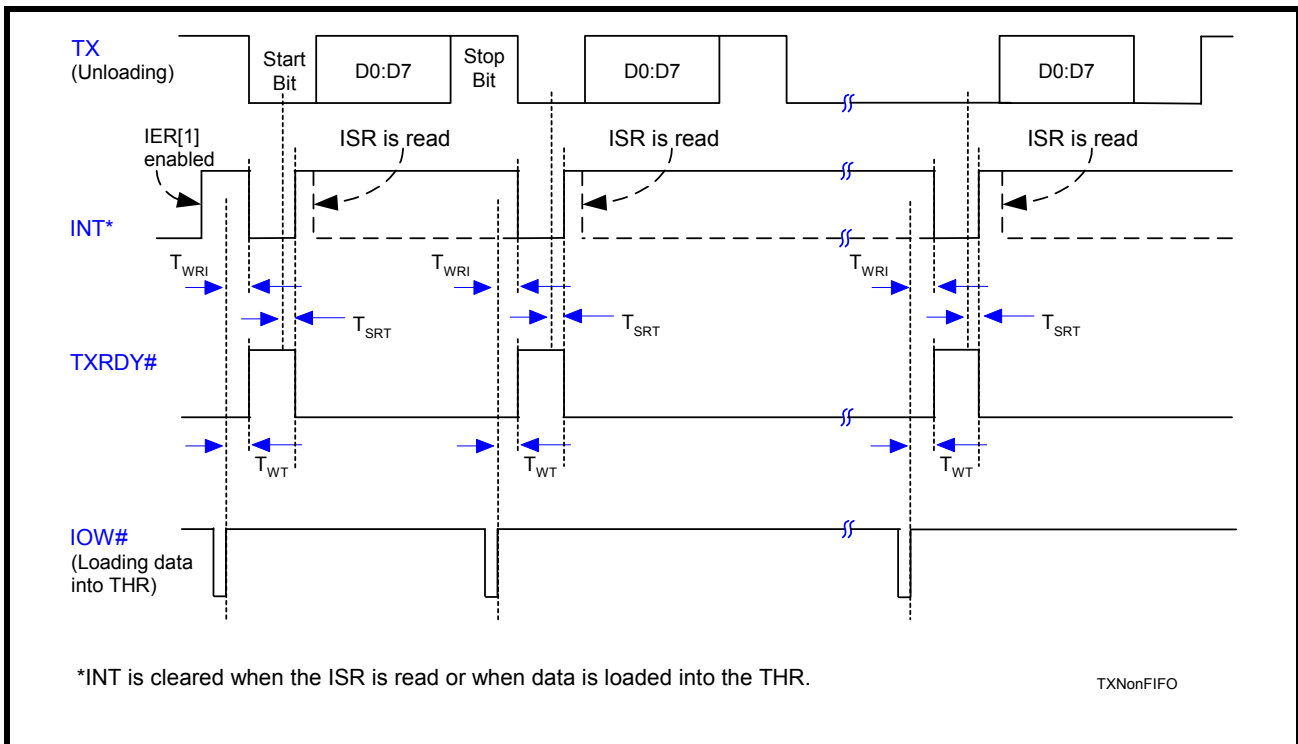 TX
(Unloading)
Start
Bit
D0:D7
Stop
Bit
D0:D7
D0:D7
IER[1]
enabled
ISR is read
ISR is read
ISR is read
INT*
TWRI
TWRI
TWRI
TSRT
TSRT
TSRT
TXRDY#
TWT
TWT
TWT
IOW#
(Loading data
into THR)
*INT is cleared when the ISR is read or when data is loaded into the THR.
TXNonFIFO